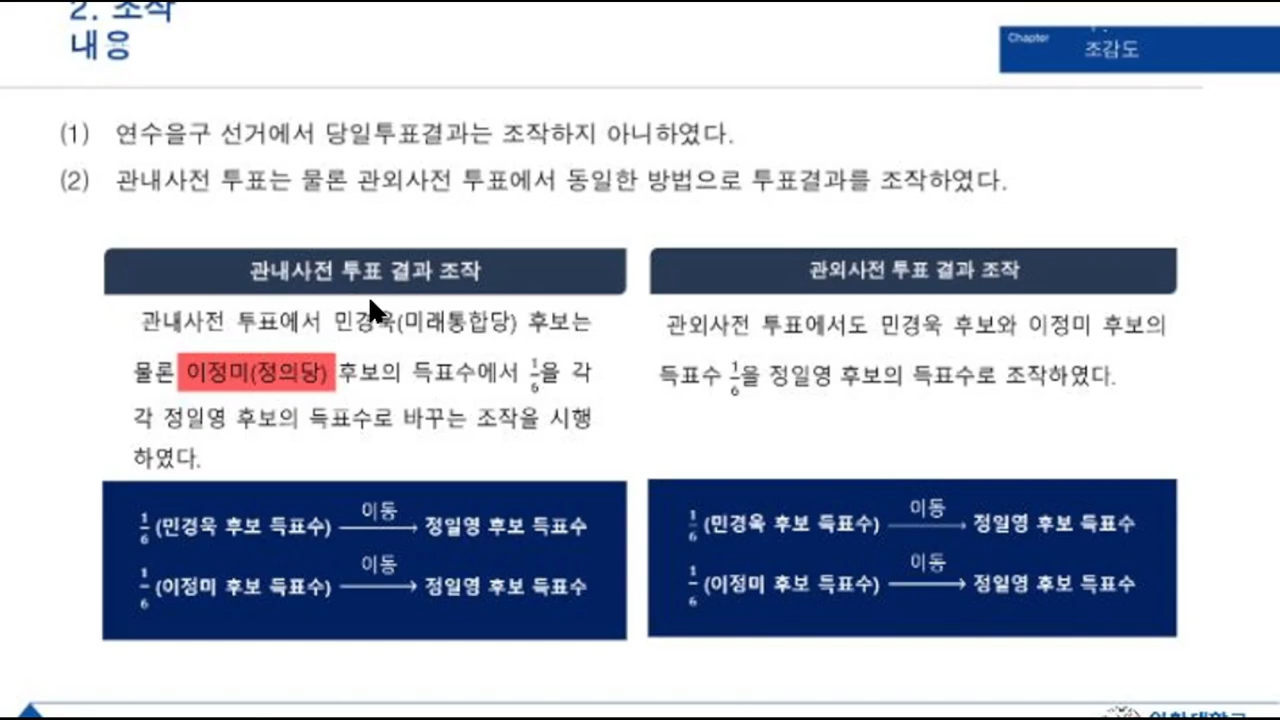 2. 조작
내용
Chapter
조감도
(1) 연수을구 선거에서 당일투표결과는 조작하지 아니하였다.
(2) 관내사전 투표는 물론 관외사전 투표에서 동일한 방법으로 투표결과를 조작하였다.
관내사전 투표 결과 조작
관내사전 투표에서 민경욱(미래통합당) 후보는
물론 이정미(정의당) 후보의 득표수에서 1/6을 각
각 정일영 후보의 득표수로 바꾸는 조작을 시행
하였다.
1/6 (민경욱 후보 득표수) 이동 → 정일영 후보 득표수
1/6 (이정미 후보 득표수) 이동 → 정일영 후보 득표수
관외사전 투표 결과 조작
관외사전 투표에서도 민경욱 후보와 이정미 후보의
득표수 1/6을 정일영 후보의 득표수로 조작하였다.
1/6 (민경욱 후보 득표수) 이동 → 정일영 후보 득표수
1/6 (이정미 후보 득표수) 이동 → 정일영 후보 득표수